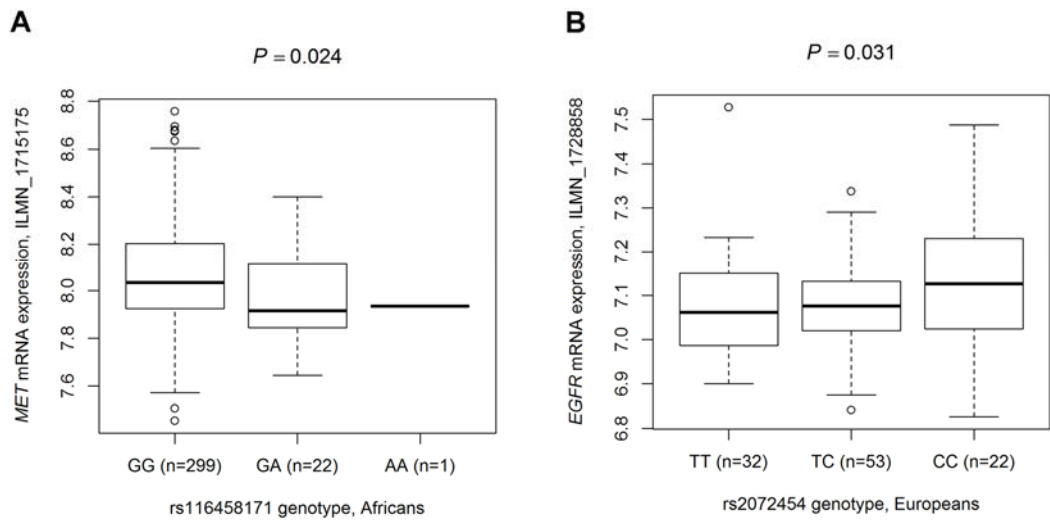 A
P = 0.024
MET mRNA expression, ILMN_1715175
8.8
8.6
8.4
8.2
8.0
7.8
7.6
GG (n=299) GA (n=22) AA (n=1)
rs116458171 genotype, Africans
B
P = 0.031
EGFR mRNA expression, ILMN_1728858
7.5
7.4
7.3
7.2
7.1
7.0
6.9
6.8
TT (n=32) TC (n=53) CC (n=22)
rs2072454 genotype, Europeans